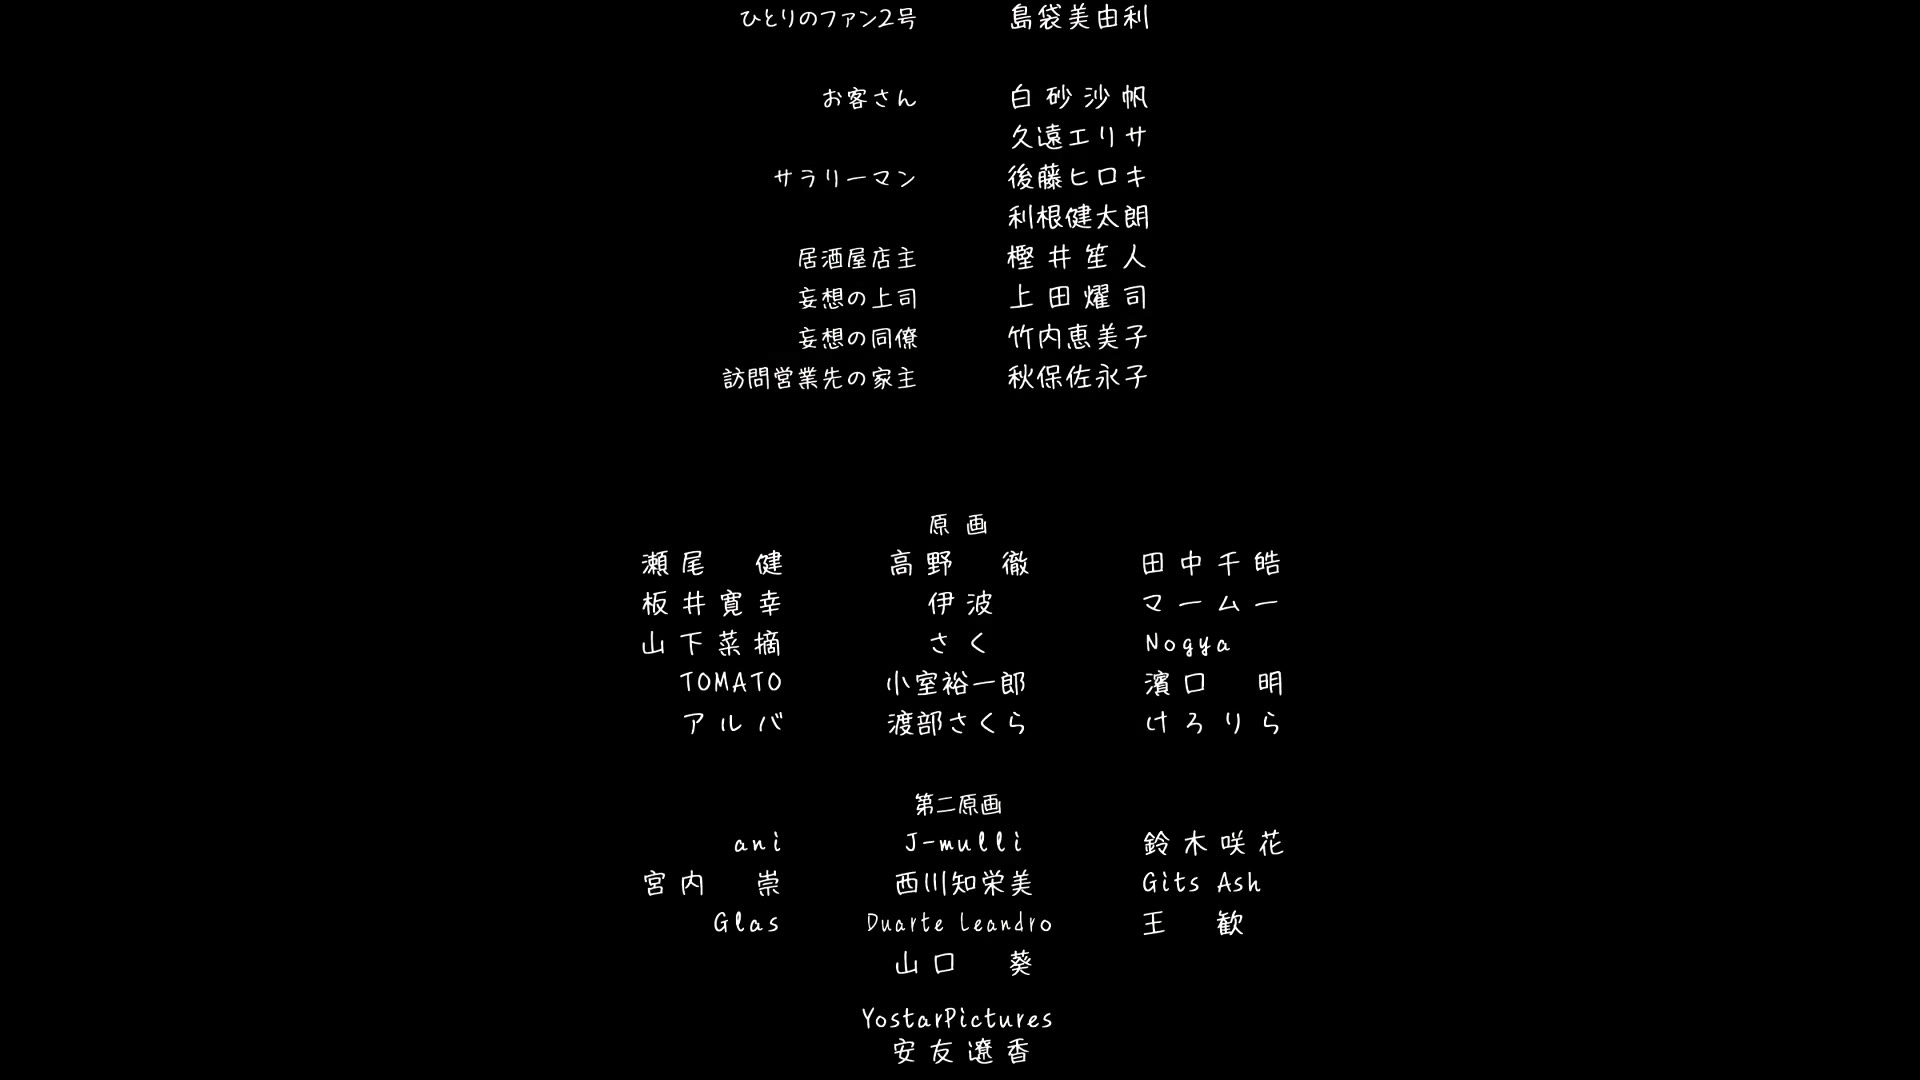 ひとりのファン2号 島袋美由利
お客さん 白砂沙帆
久遠エリサ
サラリーマン 後藤ヒロキ
利根健太朗
居酒屋店主 樫井笙人
妄想の上司 上田燿司
妄想の同僚 竹内恵美子
訪問営業先の家主 秋保佐永子
原画
瀬尾 健 高野 徹 田中千皓
板井寛幸 伊波 マームー
山下菜摘 さく Nogya
TOMATO 小室裕一郎 濱口 明
アルバ 渡部さくら けろりら
第二原画
ani J-mulli 鈴木咲花
宮内 崇 西川知栄美 Gits Ash
Glas Duarte Leandro 王 歓
山口 葵
YostarPictures
安友遼香